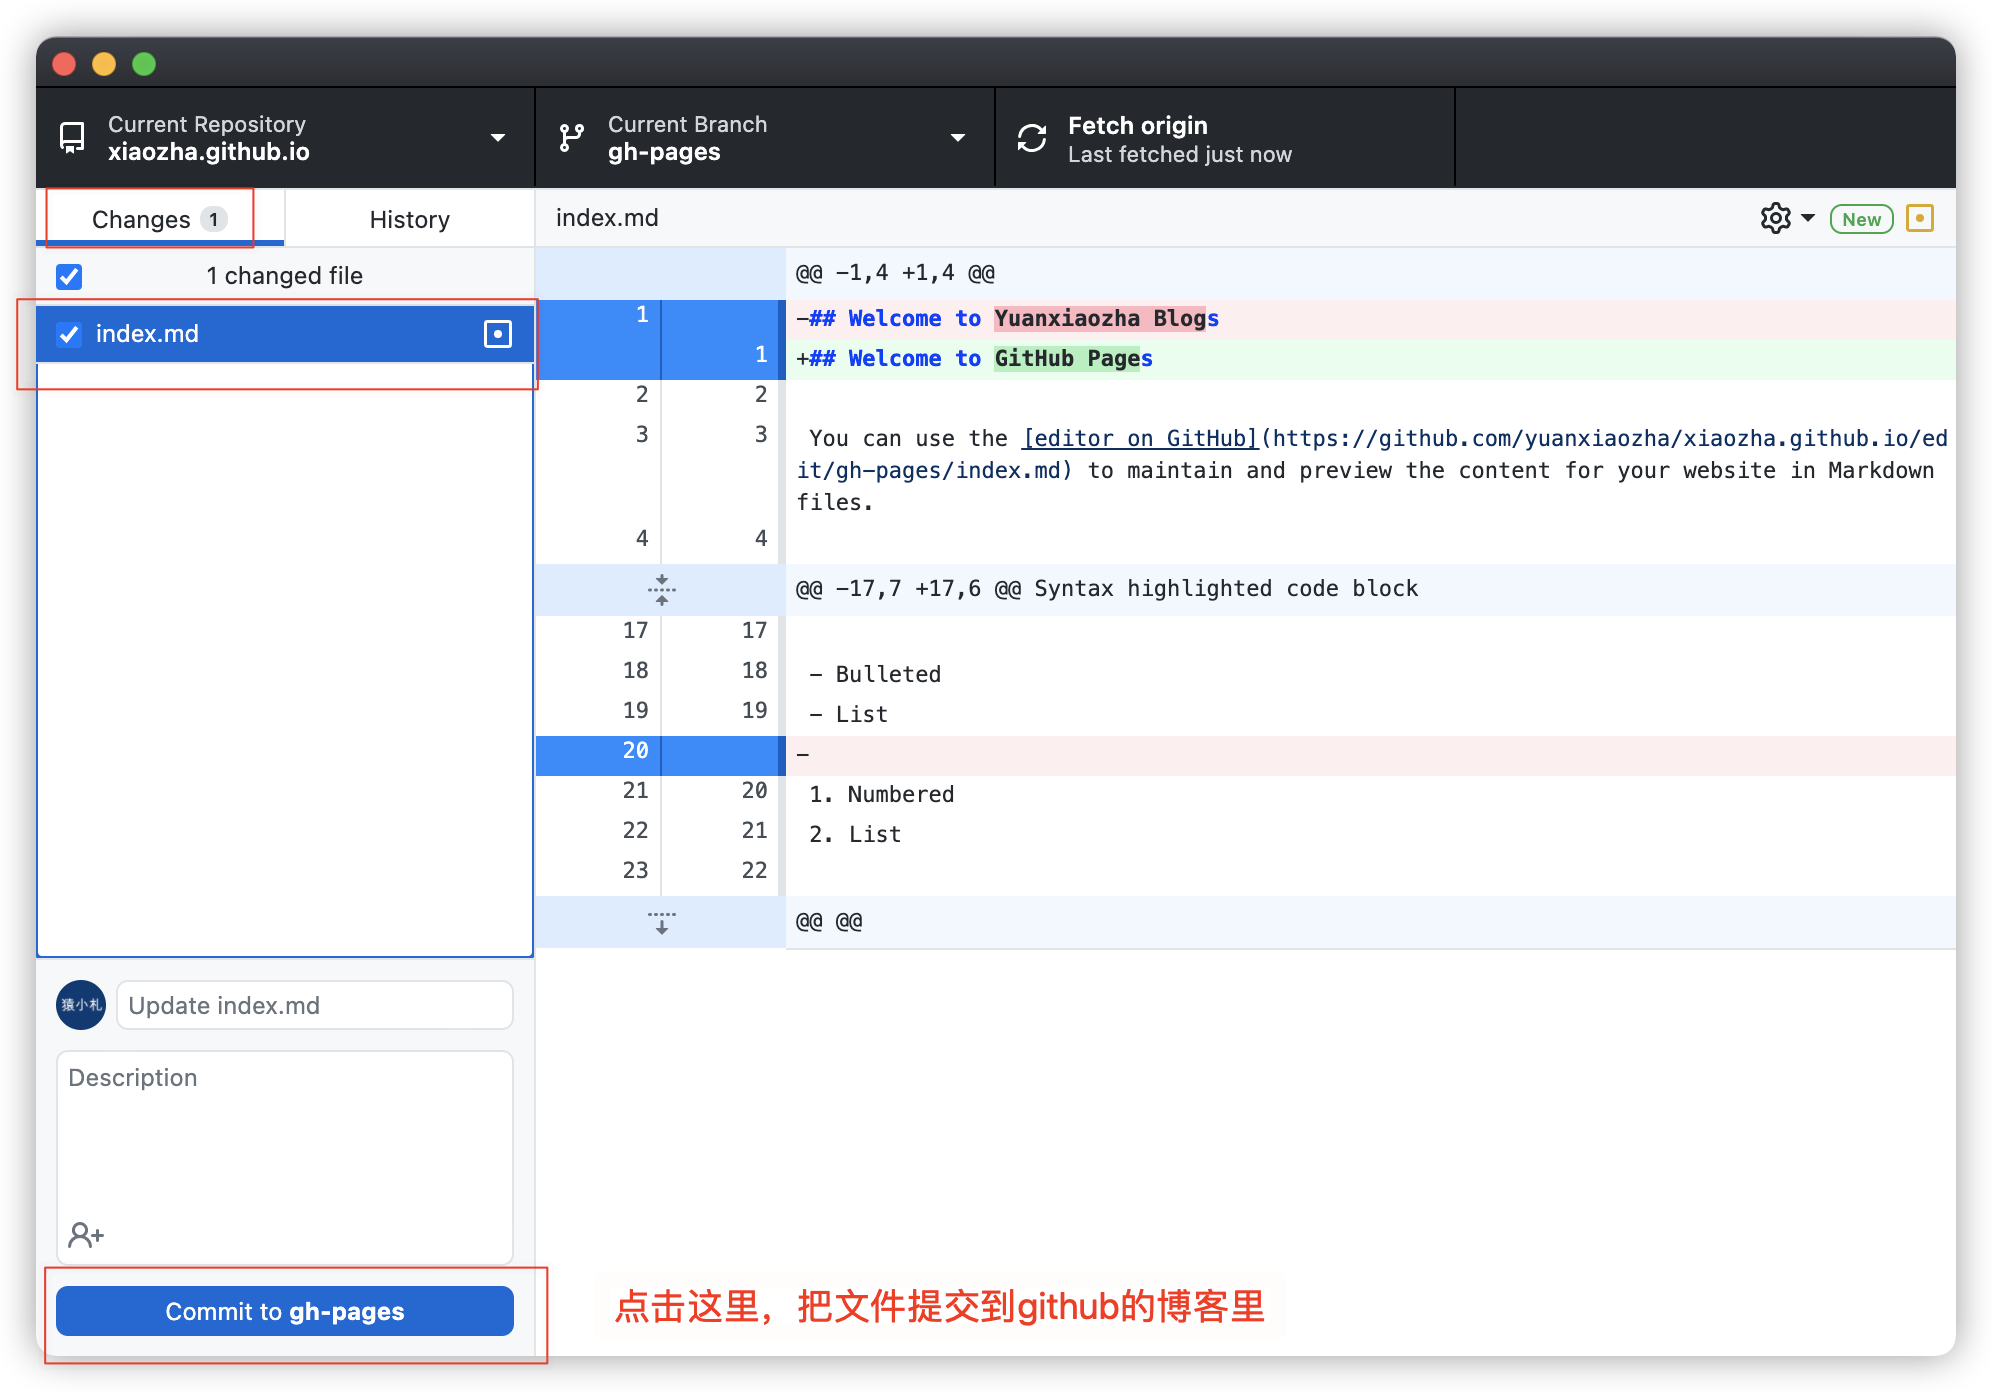 Current Repository
xiaozha.github.io
Current Branch
gh-pages
Fetch origin
Last fetched just now
Changes 1
History
index.md
New
1 changed file
index.md
@@ -1,4 +1,4 @@
1 -## Welcome to Yuanxiaozha Blogs
1 +## Welcome to GitHub Pages
2 2
3 3 You can use the [editor on GitHub](https://github.com/yuanxiaozha/xiaozha.github.io/ed
it/gh-pages/index.md) to maintain and preview the content for your website in Markdown
files.
4 4
@@ -17,7 +17,6 @@ Syntax highlighted code block
17 17
18 18 - Bulleted
19 19 - List
20 -
21 20 1. Numbered
22 21 2. List
23 22
@@ @@
猿小札
Update index.md
Description
Commit to gh-pages
点击这里，把文件提交到github的博客里